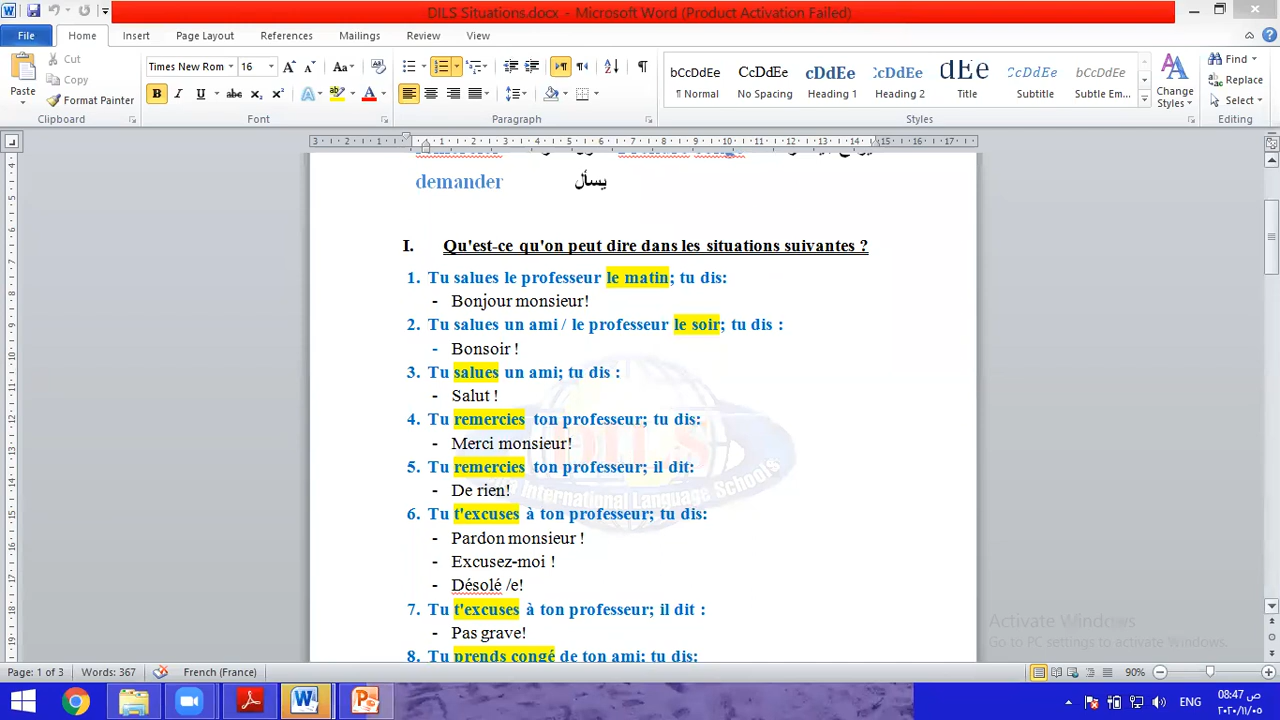 DILS Situations.docx - Microsoft Word (Product Activation Failed)
File Home Insert Page Layout References Mailings Review View
Paste Cut Copy Format Painter
Times New Rom 16
Clipboard Font Paragraph Styles Editing
bCcDdEe CcDdEe cDdEe CcDdEe dEe CcDdEe bCcDdEe
¶ Normal No Spacing Heading 1 Heading 2 Title Subtitle Subtle Em...
Change Styles
Find Replace Select
demander يسأل
I. Qu'est-ce qu'on peut dire dans les situations suivantes ?
1. Tu salues le professeur le matin; tu dis:
- Bonjour monsieur!
2. Tu salues un ami / le professeur le soir; tu dis :
- Bonsoir !
3. Tu salues un ami; tu dis :
- Salut !
4. Tu remercies ton professeur; tu dis:
- Merci monsieur!
5. Tu remercies ton professeur; il dit:
- De rien!
6. Tu t'excuses à ton professeur; tu dis:
- Pardon monsieur !
- Excusez-moi !
- Désolé /e!
7. Tu t'excuses à ton professeur; il dit :
- Pas grave!
8. Tu prends congé de ton ami; tu dis:
DILS
International Language Schools
Activate Windows
Go to PC settings to activate Windows.
Page: 1 of 3 Words: 367 French (France) 90%
ENG 08:47 ص
٢٠٢٠/١١/٠٥